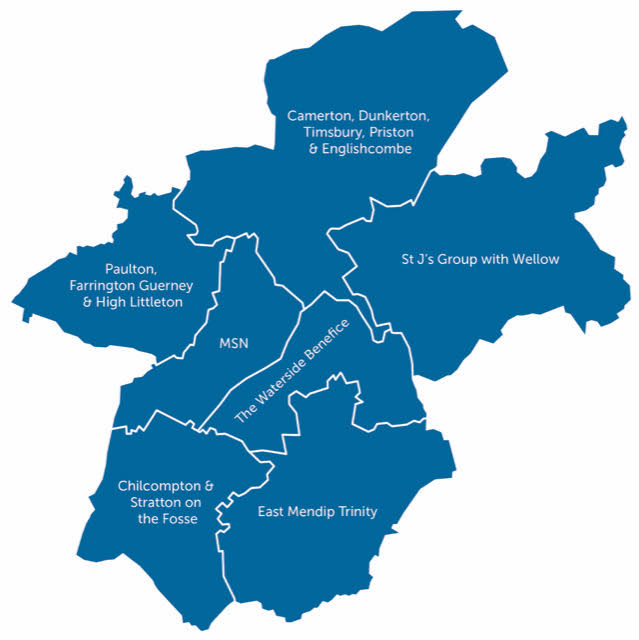 Camerton, Dunkerton,
Timsbury, Priston
& Englishcombe
St J's Group with Wellow
Paulton,
Farrington Guerney
& High Littleton
MSN
The Waterside Benefice
Chilcompton &
Stratton on
the Fosse
East Mendip Trinity